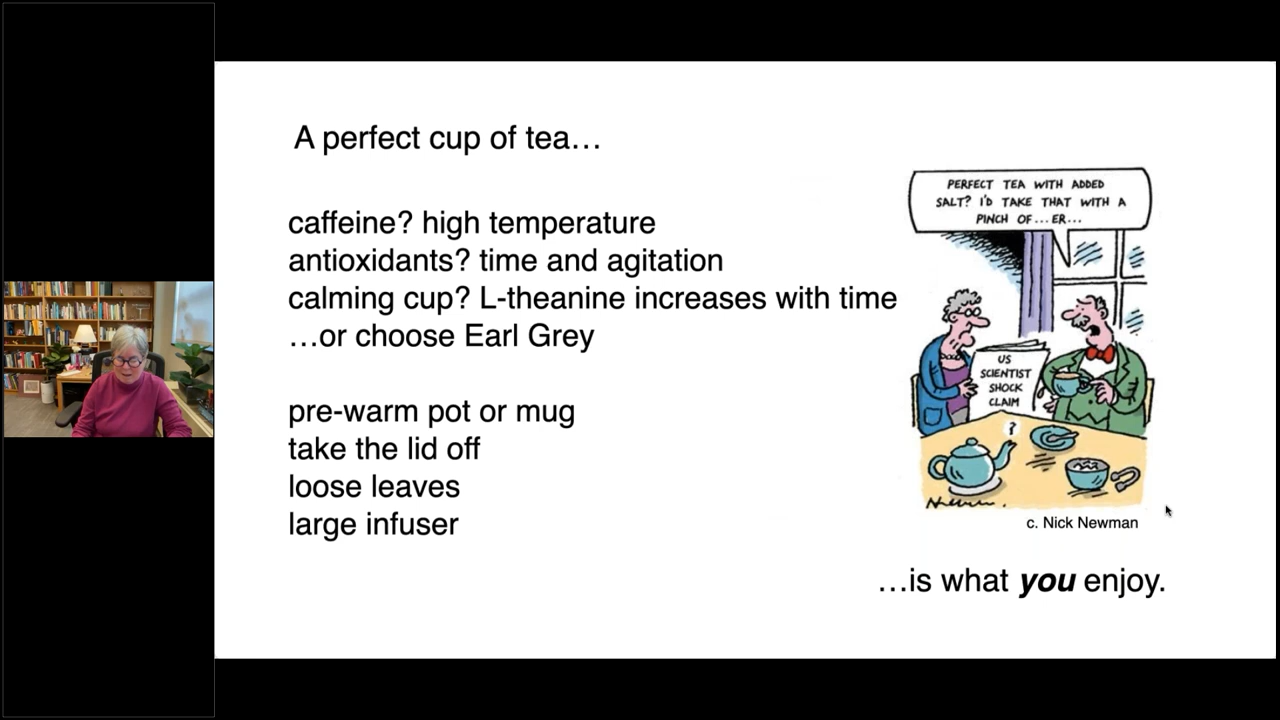 A perfect cup of tea…
caffeine? high temperature
antioxidants? time and agitation
calming cup? L-theanine increases with time
…or choose Earl Grey
pre-warm pot or mug
take the lid off
loose leaves
large infuser
PERFECT TEA WITH ADDED
SALT? I'D TAKE THAT WITH A
PINCH OF...ER...
US
SCIENTIST
SHOCK
CLAIM
?
c. Nick Newman
…is what you enjoy.